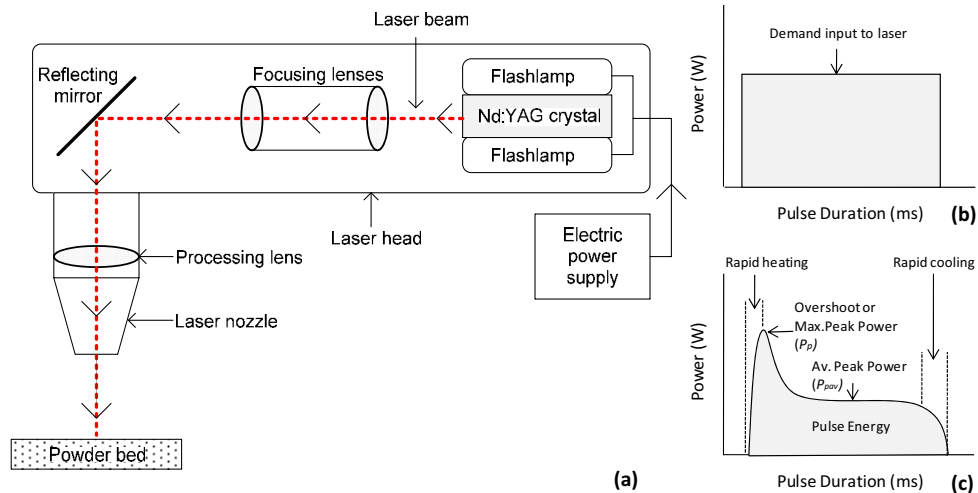 Laser beam
Reflecting
mirror
Focusing lenses
Flashlamp
Nd:YAG crystal
Flashlamp
Laser head
Electric
power
supply
Processing lens
Laser nozzle
Powder bed
(a)
Demand input to laser
Power (W)
Pulse Duration (ms)
(b)
Rapid heating
Rapid cooling
Overshoot or
Max.Peak Power
(Pp)
Av. Peak Power
(Ppav)
Pulse Energy
Power (W)
Pulse Duration (ms)
(c)